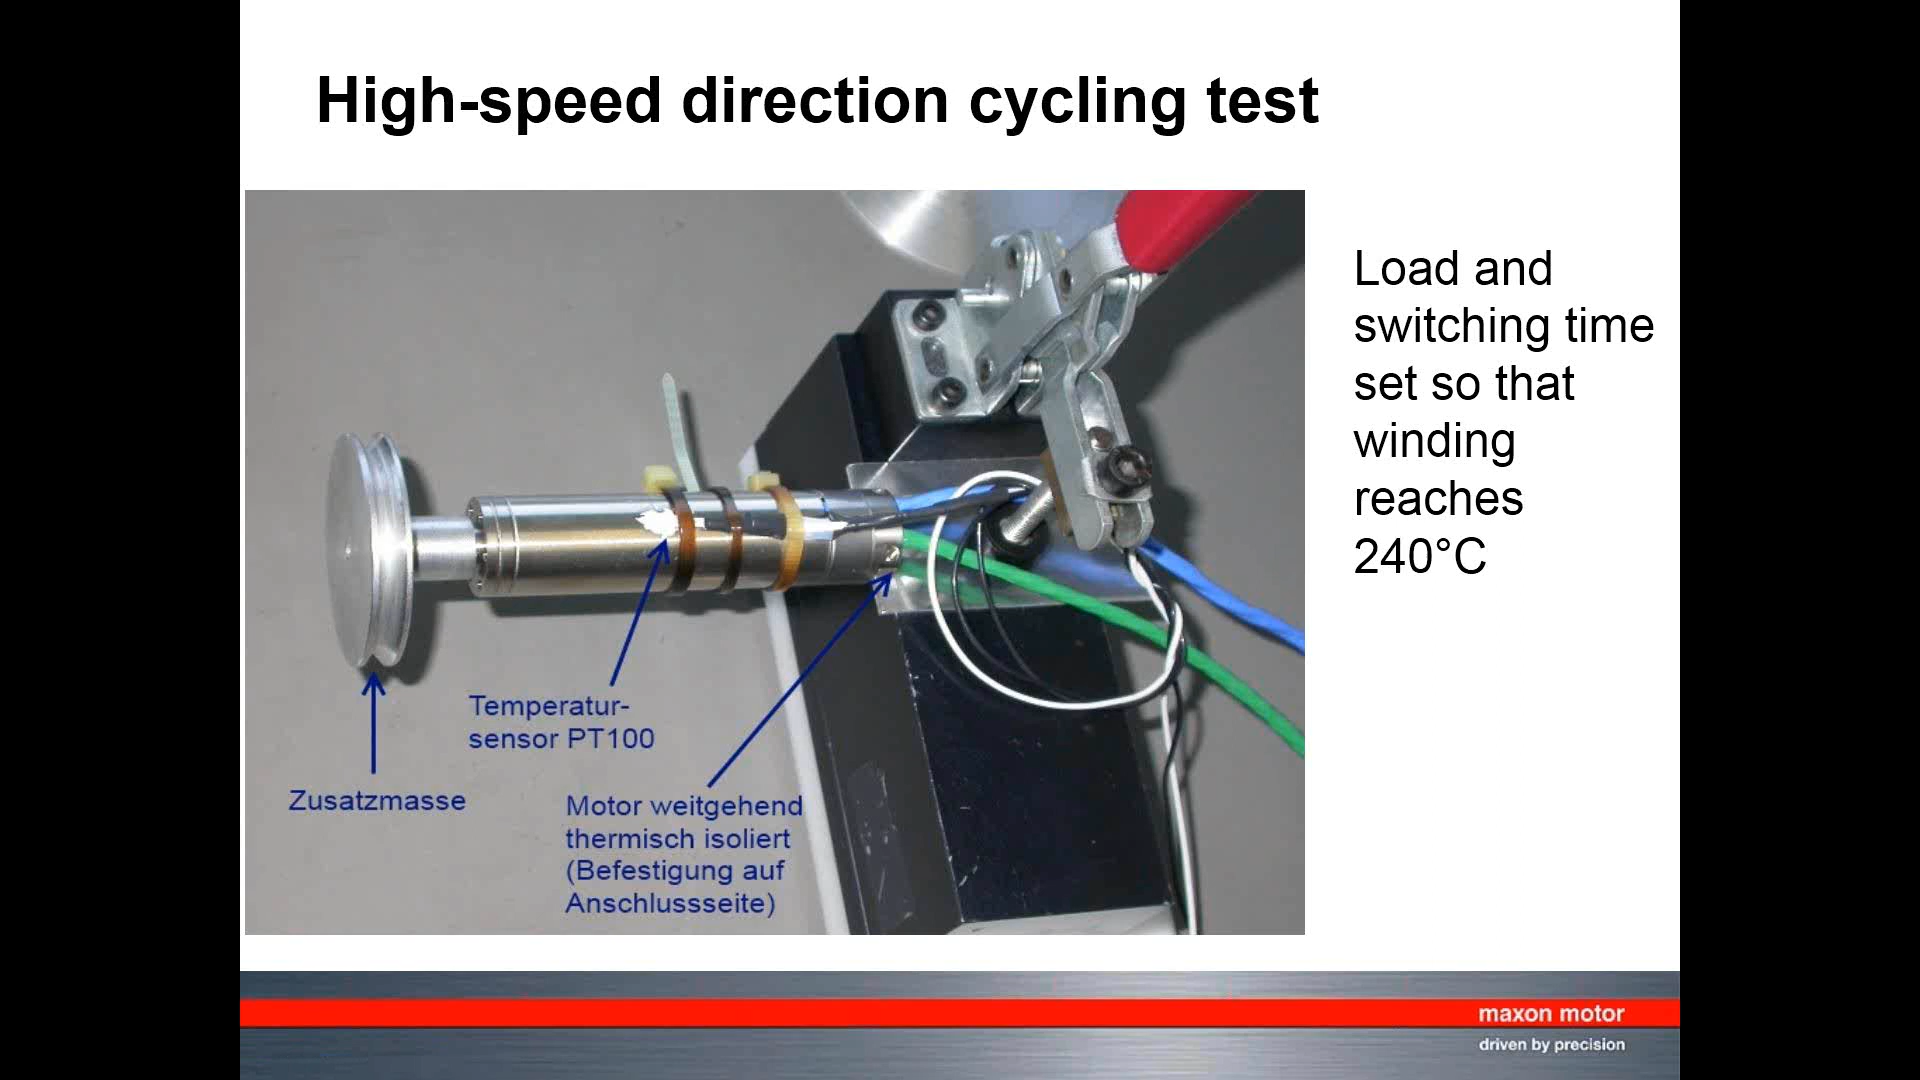 High-speed direction cycling test
Load and
switching time
set so that
winding
reaches
240°C
Temperatur-
sensor PT100
Zusatzmasse
Motor weitgehend
thermisch isoliert
(Befestigung auf
Anschlussseite)
maxon motor
driven by precision